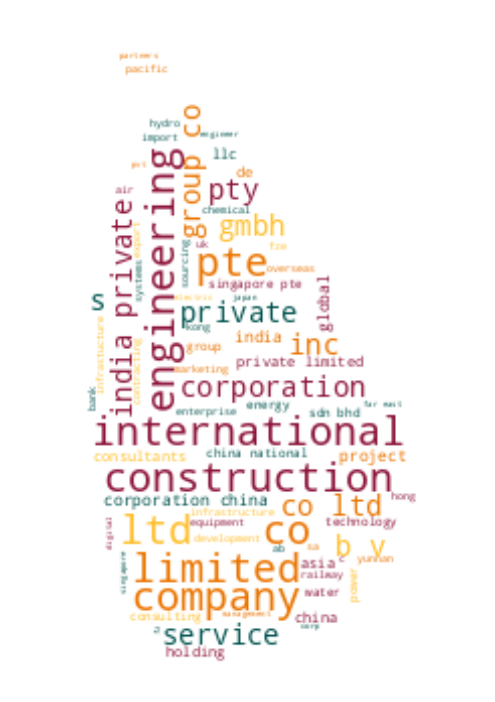 partners
pacific
hydro
import
engineer
group co
engineering
llc
pvt
de
air
pty
chemical
india private
gmbh
export
systems
sourcing
uk
fze
pte
overseas
singapore pte
s
electric
japan
global
private
kong
infrastucture
contracting
india
inc
group
private limited
marketing
corporation
bank
energy
far east
enterprise
sdn bhd
international
consultants
china national
project
construction
corporation china
hong
co ltd
infrastructure
digital
ltd
equipment
co
technology
development
b v
ab
sa
singapore
limited
asia
c
yunnan
railway
power
company
water
consulting
management
china
a
service
corp
holding